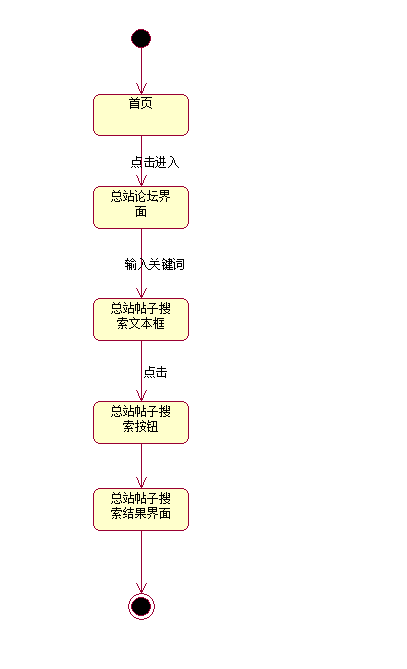 首页
点击进入
总站论坛界
面
输入关键词
总站帖子搜
索文本框
点击
总站帖子搜
索按钮
总站帖子搜
索结果界面